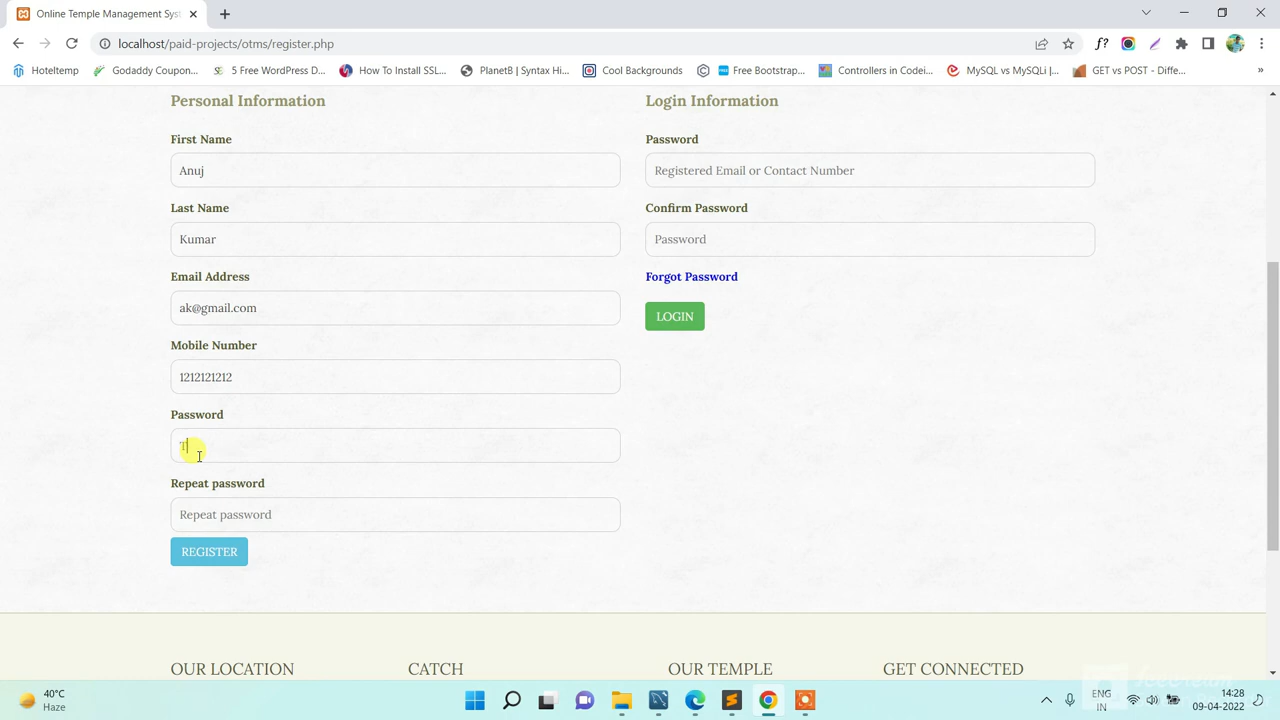 Online Temple Management Sys
localhost/paid-projects/otms/register.php
f?
Hoteltemp
Godaddy Coupon...
5 Free WordPress D...
How To Install SSL...
PlanetB | Syntax Hi...
Cool Backgrounds
Free Bootstrap...
Controllers in Codei...
MySQL vs MySQLi |...
GET vs POST - Diffe...
»
Personal Information
Login Information
First Name
Password
Anuj
Registered Email or Contact Number
Last Name
Confirm Password
Kumar
Password
Email Address
Forgot Password
ak@gmail.com
LOGIN
Mobile Number
1212121212
Password
T
Repeat password
Repeat password
REGISTER
OUR LOCATION
CATCH
OUR TEMPLE
GET CONNECTED
40°C
Haze
ENG
IN
14:28
09-04-2022